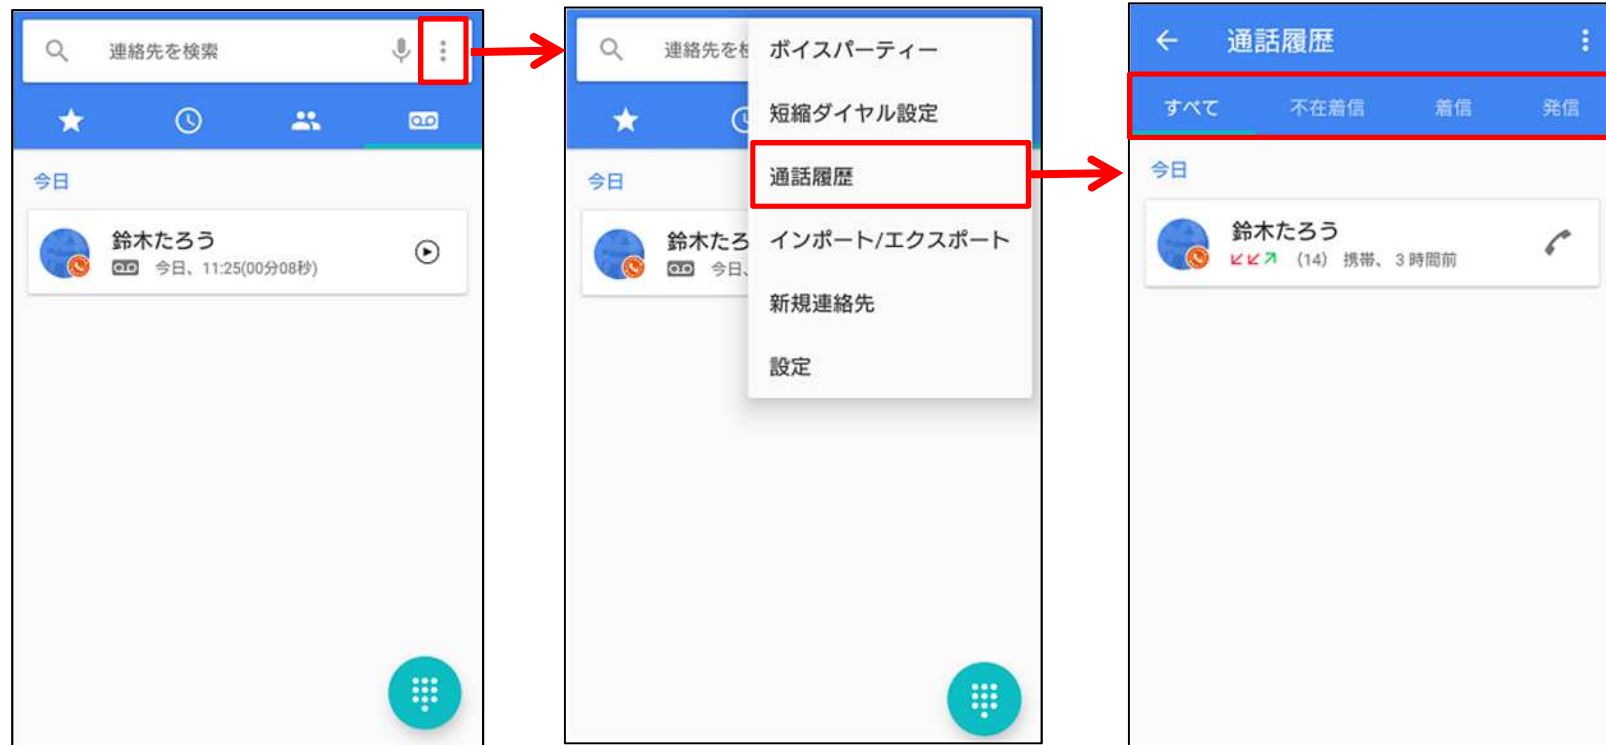 連絡先を検索
今日
鈴木たろう
今日、11:25(00分08秒)
連絡先を
ボイスパーティー
短縮ダイヤル設定
通話履歴
インポート/エクスポート
新規連絡先
設定
今日
鈴木たろ
今日、
通話履歴
すべて 不在着信 着信 発信
今日
鈴木たろう
(14) 携帯、3 時間前